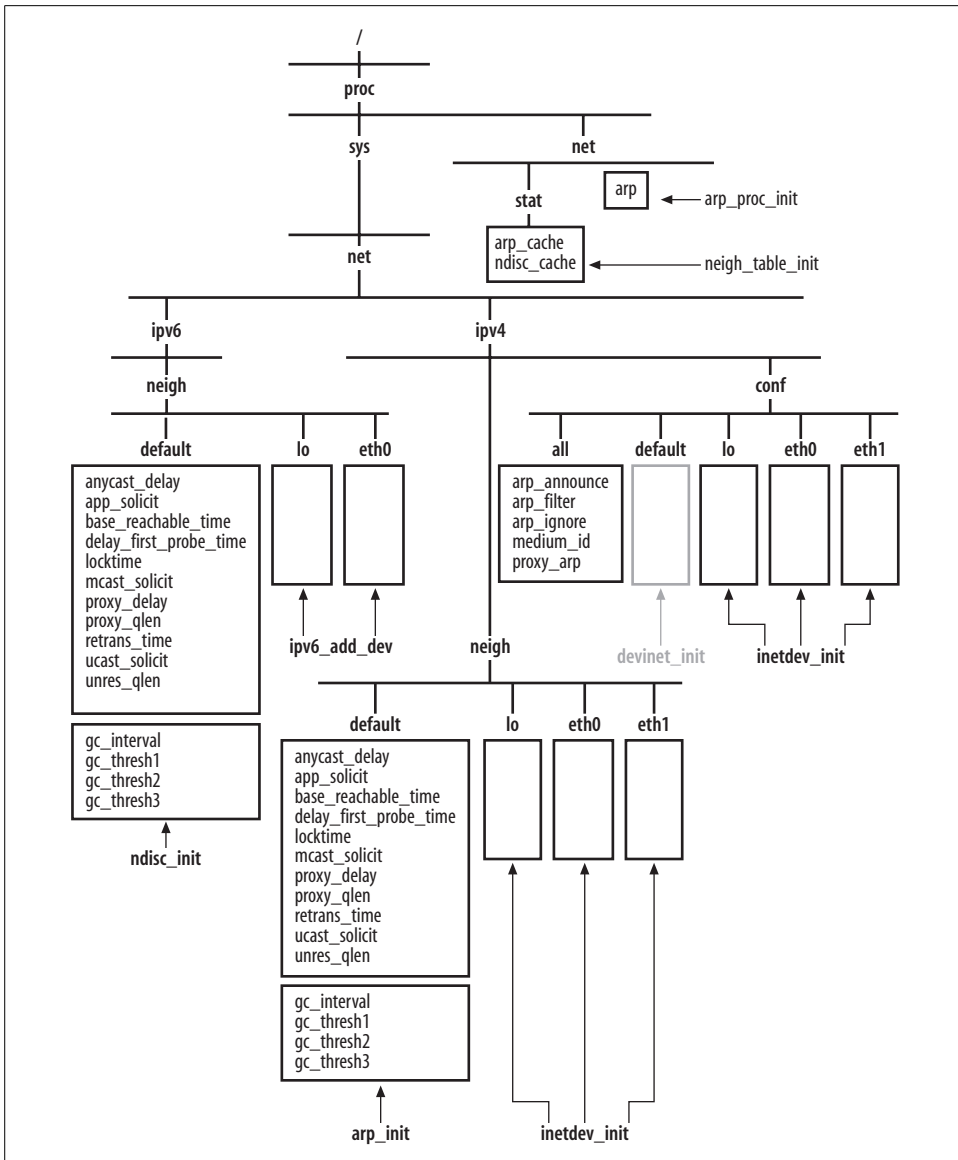 /
proc
sys
net
stat
arp
arp_proc_init
arp_cache
ndisc_cache
neigh_table_init
net
ipv6
ipv4
neigh
conf
default
lo
eth0
all
default
lo
eth0
eth1
anycast_delay
app_solicit
base_reachable_time
delay_first_probe_time
locktime
mcast_solicit
proxy_delay
proxy_qlen
retrans_time
ucast_solicit
unres_qlen
arp_announce
arp_filter
arp_ignore
medium_id
proxy_arp
ipv6_add_dev
neigh
devinet_init
inetdev_init
gc_interval
gc_thresh1
gc_thresh2
gc_thresh3
ndisc_init
default
lo
eth0
eth1
anycast_delay
app_solicit
base_reachable_time
delay_first_probe_time
locktime
mcast_solicit
proxy_delay
proxy_qlen
retrans_time
ucast_solicit
unres_qlen
gc_interval
gc_thresh1
gc_thresh2
gc_thresh3
arp_init
inetdev_init